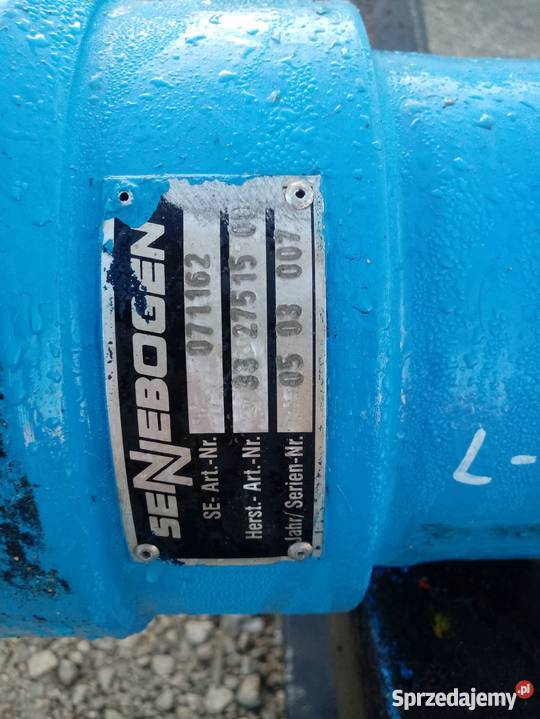 SENNEBOGEN
SE- Art.-Nr. 071162
Herst.- Art.-Nr. 33 27515 00
Jahr/Serien-Nr. 05 03 007
-7
Sprzedajemy.pl